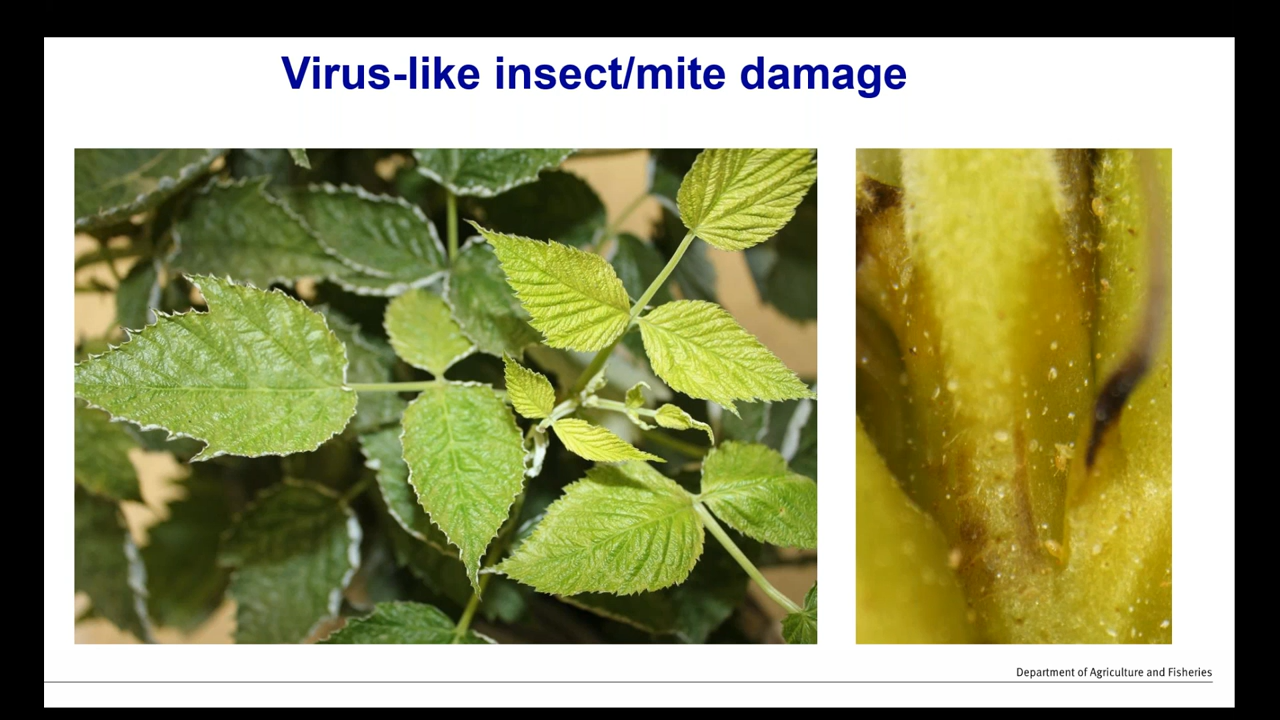 Virus-like insect/mite damage
Department of Agriculture and Fisheries